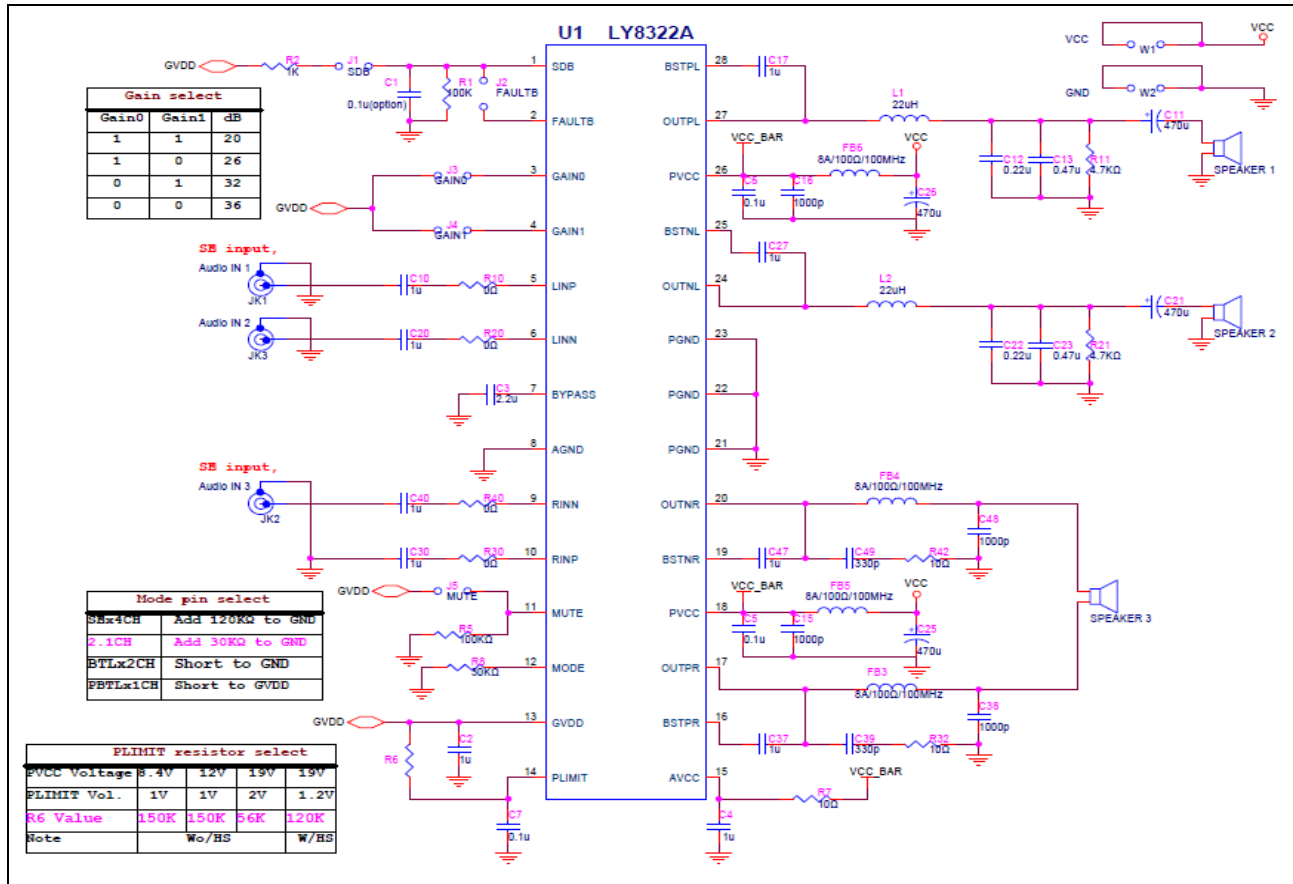 U1 LY8322A
GVDD
R2
1K
J1
SDB
C1
0.1u(option)
R1
100K
J2
FAULTB
1 SDB
2 FAULTB
Gain select
Gain0 Gain1 dB
1 1 20
1 0 26
0 1 32
0 0 36
GVDD
J3
GAIN0
J4
GAIN1
3 GAIN0
4 GAIN1
SE input,
Audio IN 1
JK1
C10
1u
R10
0Ω
5 LINP
Audio IN 2
JK3
C20
1u
R20
0Ω
6 LINN
C3
2.2u
7 BYPASS
8 AGND
SE input,
Audio IN 3
JK2
C40
1u
R40
0Ω
9 RINN
C30
1u
R30
0Ω
10 RINP
GVDD
J5
MUTE
11 MUTE
R5
100KΩ
R8
30KΩ
12 MODE
Mode pin select
SEx4CH Add 120KΩ to GND
2.1CH Add 30KΩ to GND
BTLx2CH Short to GND
PBTLx1CH Short to GVDD
GVDD
13 GVDD
R6
C2
1u
14 PLIMIT
C7
0.1u
PLIMIT resistor select
PVCC Voltage 8.4V 12V 19V 19V
PLIMIT Vol. 1V 1V 2V 1.2V
R6 Value 150K 150K 56K 120K
Note Wo/HS W/HS
VCC
W1
VCC
GND
W2
BSTPL 28
C17
1u
OUTPL 27
L1
22uH
C12
0.22u
C13
0.47u
R11
4.7KΩ
C11
470u
SPEAKER 1
VCC_BAR
FB6
8A/100Ω/100MHz
VCC
PVCC 26
C6
0.1u
C16
1000p
C26
470u
BSTNL 25
C27
1u
OUTNL 24
L2
22uH
C22
0.22u
C23
0.47u
R21
4.7KΩ
C21
470u
SPEAKER 2
PGND 23
PGND 22
PGND 21
OUTNR 20
FB4
8A/100Ω/100MHz
C48
1000p
BSTNR 19
C47
1u
C49
330p
R42
10Ω
VCC_BAR
FB5
8A/100Ω/100MHz
VCC
PVCC 18
C5
0.1u
C15
1000p
C25
470u
SPEAKER 3
OUTPR 17
FB3
8A/100Ω/100MHz
C38
1000p
BSTPR 16
C37
1u
C39
330p
R32
10Ω
AVCC 15
VCC_BAR
R7
10Ω
C4
1u